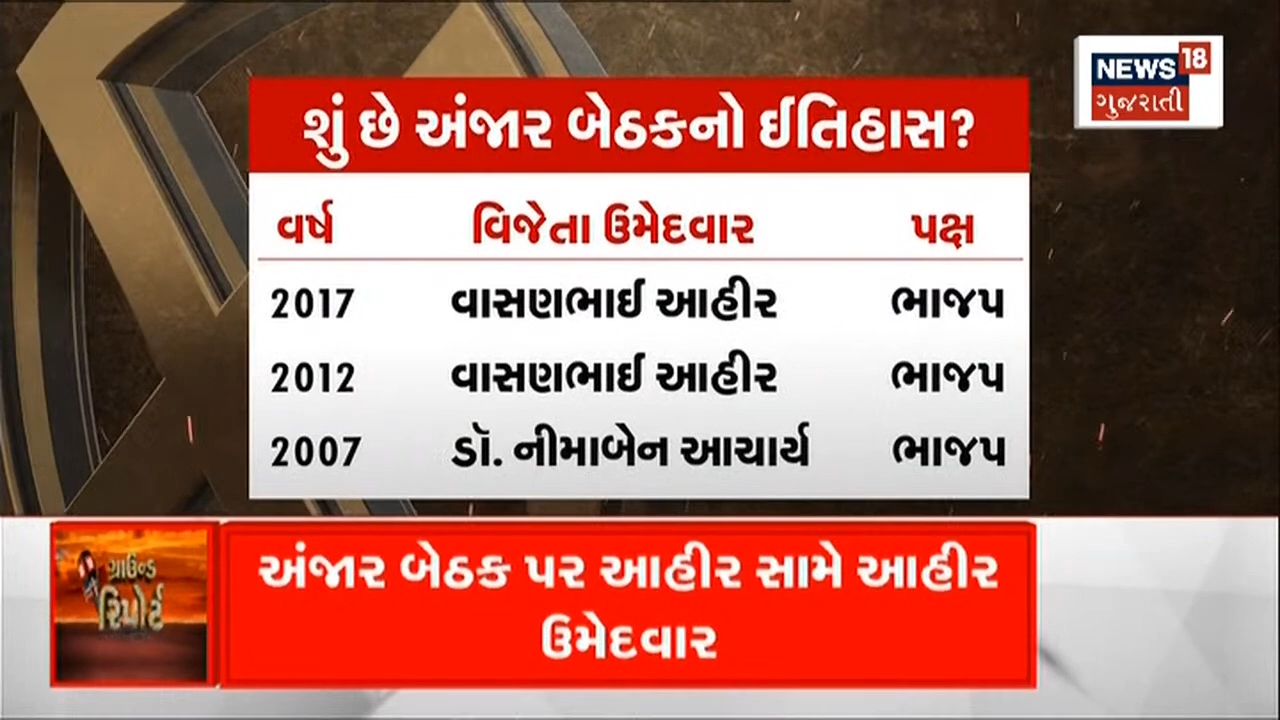 NEWS 18
ગુજરાતી
શું છે અંજાર બેઠકનો ઈતિહાસ?
વર્ષ વિજેતા ઉમેદવાર પક્ષ
2017 વાસણભાઈ આહીર ભાજપ
2012 વાસણભાઈ આહીર ભાજપ
2007 ડૉ. નીમાબેન આચાર્ય ભાજપ
ગ્રાઉન્ડ
રિપોર્ટ
અંજાર બેઠક પર આહીર સામે આહીર
ઉમેદવાર